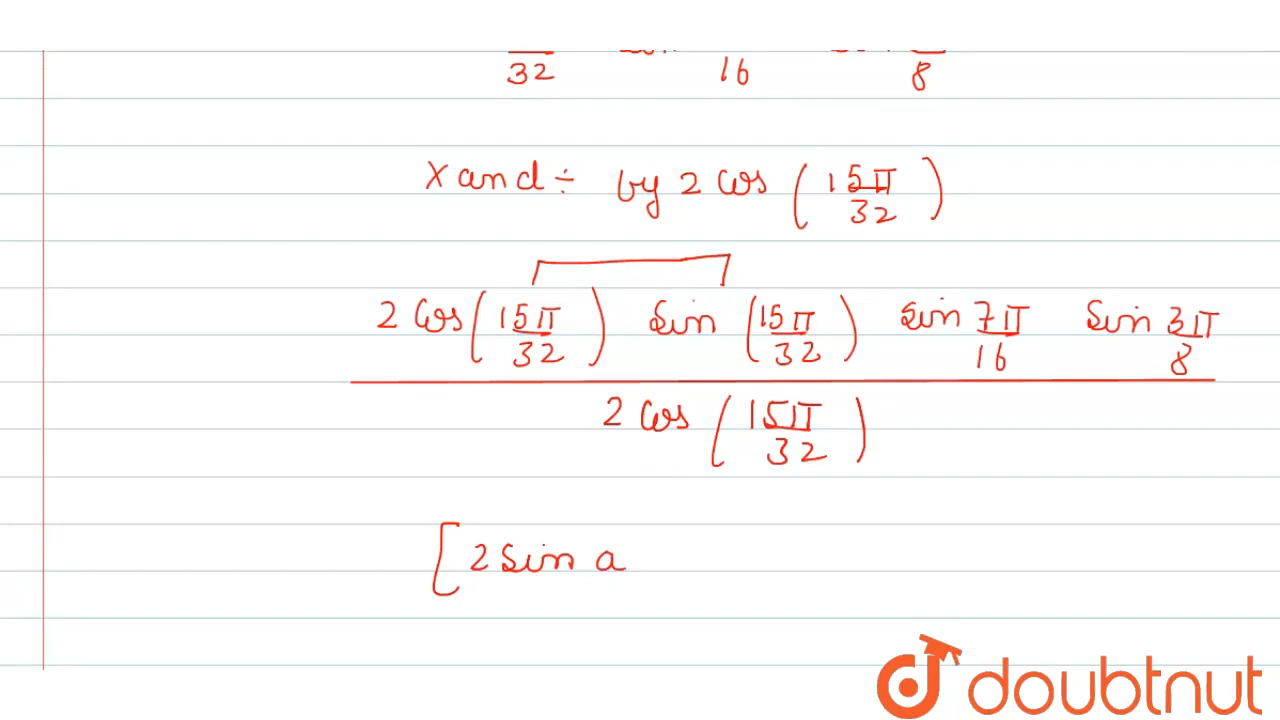 32 16 8
X and ÷ by 2 cos (15π/32)
2 cos (15π/32) sin (15π/32) sin 7π/16 sin 3π/8
2 cos (15π/32)
[2 sin a
doubtnut